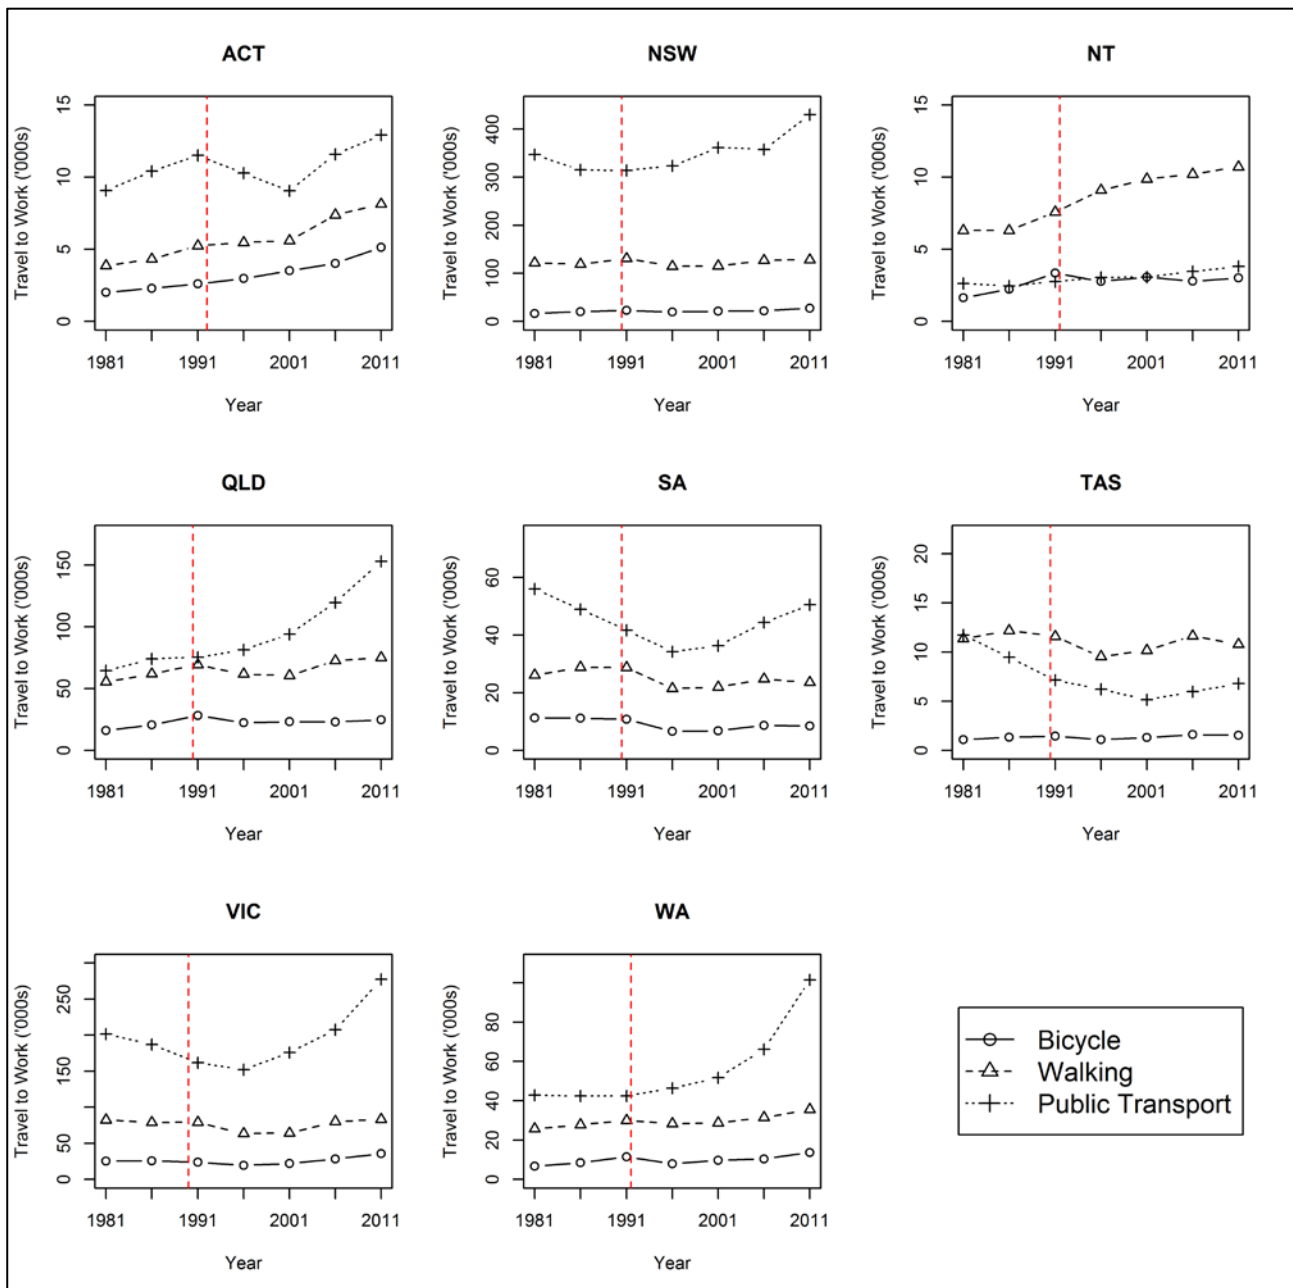 ACT
Travel to Work ('000s)
15
10
5
0
1981 1991 2001 2011
Year
NSW
Travel to Work ('000s)
400
300
200
100
0
1981 1991 2001 2011
Year
NT
Travel to Work ('000s)
15
10
5
0
1981 1991 2001 2011
Year
QLD
Travel to Work ('000s)
150
100
50
0
1981 1991 2001 2011
Year
SA
Travel to Work ('000s)
60
40
20
0
1981 1991 2001 2011
Year
TAS
Travel to Work ('000s)
20
15
10
5
0
1981 1991 2001 2011
Year
VIC
Travel to Work ('000s)
250
150
50
0
1981 1991 2001 2011
Year
WA
Travel to Work ('000s)
80
60
40
20
0
1981 1991 2001 2011
Year
Bicycle
Walking
Public Transport